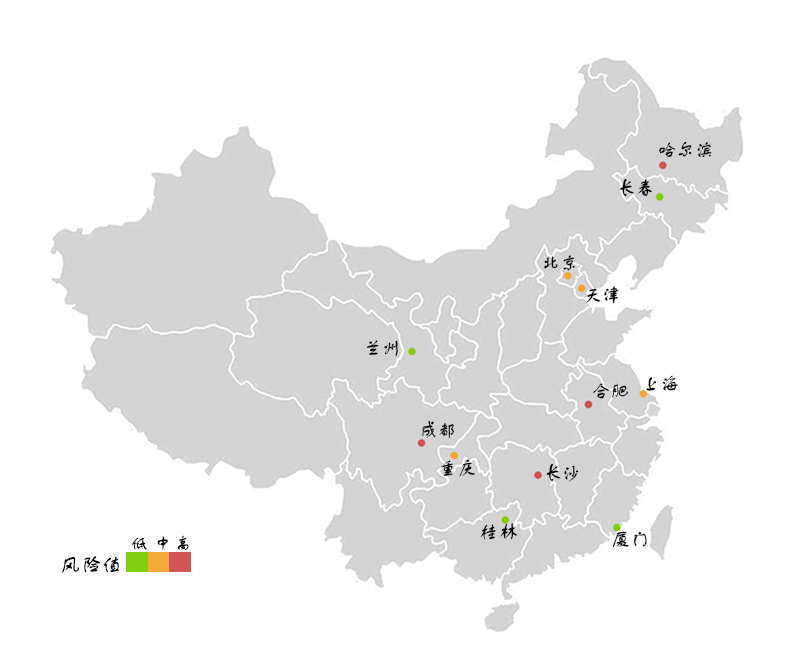 哈尔滨
长春
北京
天津
兰州
上海
合肥
成都
重庆
长沙
桂林
厦门
低 中 高
风险值